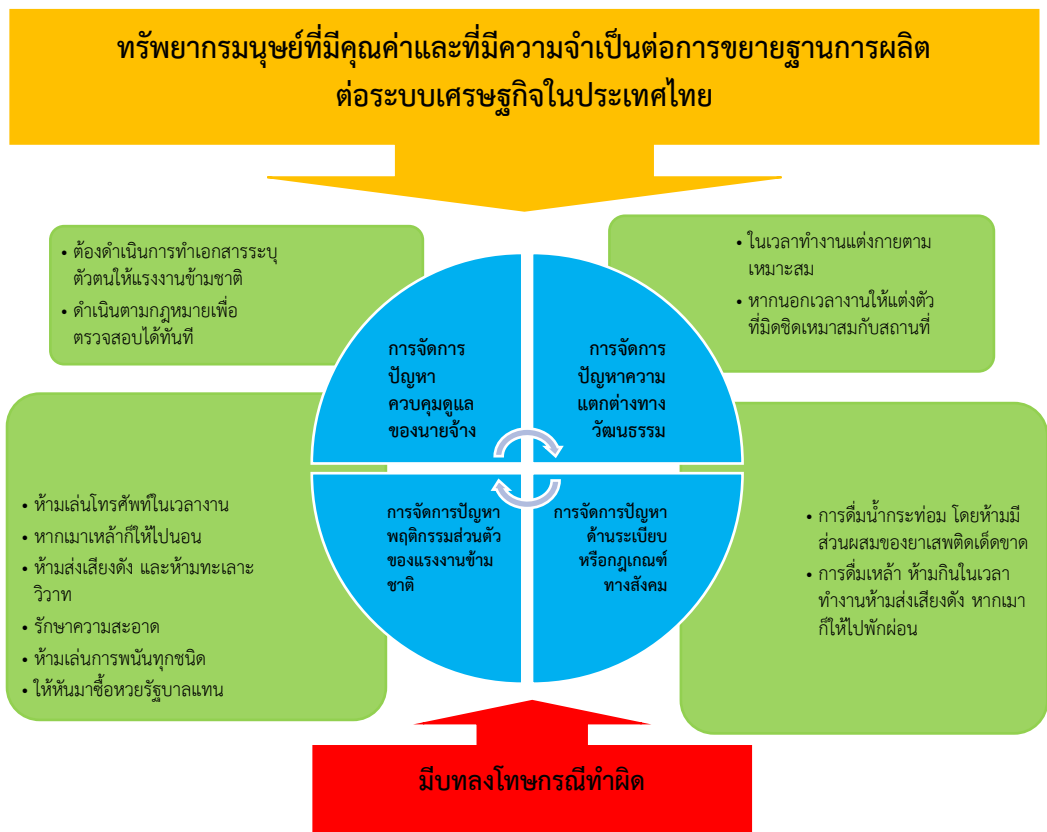 ทรัพยากรมนุษย์ที่มีคุณค่าและที่มีความจำเป็นต่อการขยายฐานการผลิต
ต่อระบบเศรษฐกิจในประเทศไทย
• ต้องดำเนินการทำเอกสารระบุ
ตัวตนให้แรงงานข้ามชาติ
• ดำเนินตามกฎหมายเพื่อ
ตรวจสอบได้ทันที
• ในเวลาทำงานแต่งกายตาม
เหมาะสม
• หากนอกเวลางานให้แต่งตัว
ที่มิดชิดเหมาสมกับสถานที่
การจัดการ
ปัญหา
ควบคุมดูแล
ของนายจ้าง
การจัดการ
ปัญหาความ
แตกต่างทาง
วัฒนธรรม
• ห้ามเล่นโทรศัพท์ในเวลางาน
• หากเมาเหล้าก็ให้ไปนอน
• ห้ามส่งเสียงดัง และห้ามทะเลาะ
วิวาท
• รักษาความสะอาด
• ห้ามเล่นการพนันทุกชนิด
• ให้หันมาซื้อหวยรัฐบาลแทน
การจัดการปัญหา
พฤติกรรมส่วนตัว
ของแรงงานข้าม
ชาติ
การจัดการปัญหา
ด้านระเบียบ
หรือกฎเกณฑ์
ทางสังคม
• การดื่มน้ำกระท่อม โดยห้ามมี
ส่วนผสมของยาเสพติดเด็ดขาด
• การดื่มเหล้า ห้ามกินในเวลา
ทำงานห้ามส่งเสียงดัง หากเมา
ก็ให้ไปพักผ่อน
มีบทลงโทษกรณีทำผิด